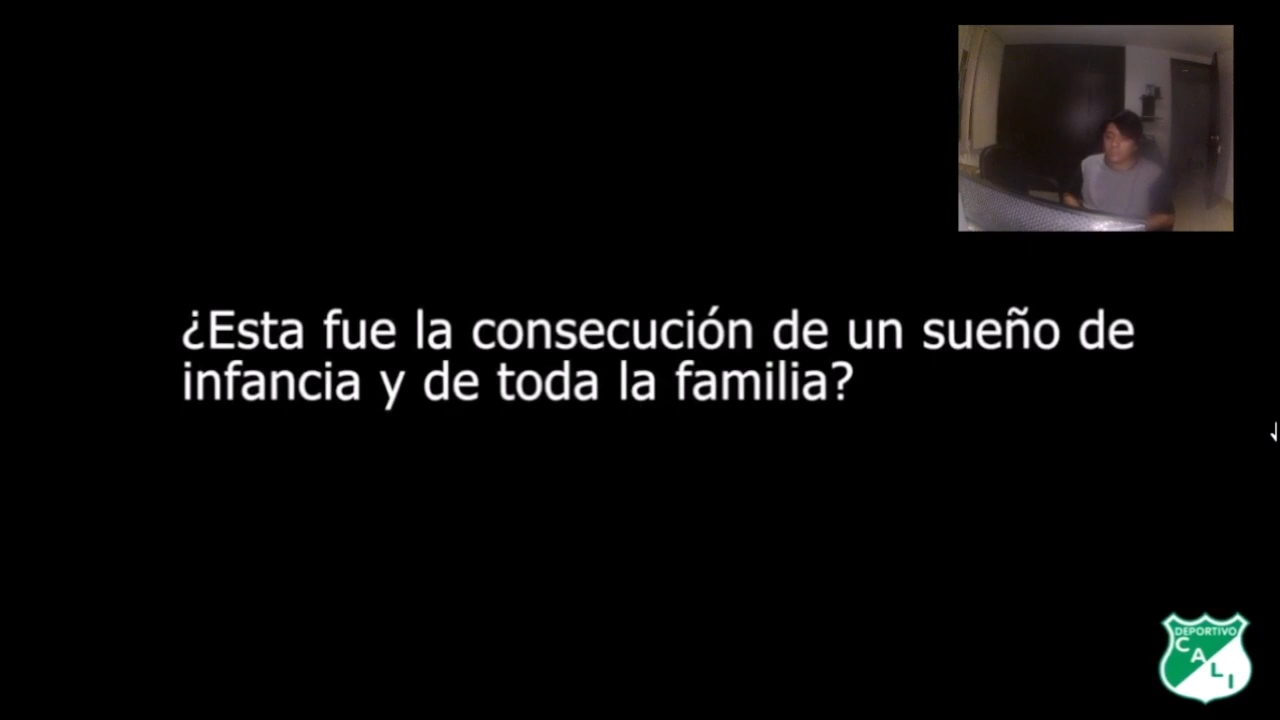 ¿Esta fue la consecución de un sueño de
infancia y de toda la familia?
DEPORTIVO
CALI